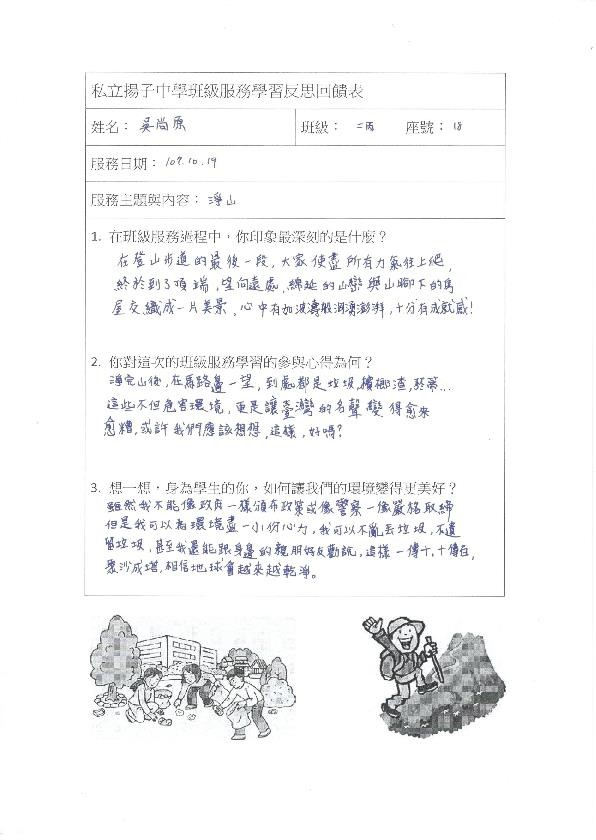 私立揚子中學班級服務學習反思回饋表
姓名： 吳尚原 班級： 二丙 座號： 18
服務日期： 107.10.19
服務主題與內容： 淨山
1. 在班級服務過程中，你印象最深刻的是什麼？
在登山步道的最後一段，大家使盡所有力氣往上爬，
終於到了頂端，望向遠處，綿延的山巒與山腳下的房
屋交織成一片美景，心中有如波濤般洶湧澎湃，十分有成就感！
2. 你對這次的班級服務學習的參與心得為何？
淨完山後，在馬路邊一望，到處都是垃圾，檳榔渣，菸蒂...
這些不但危害環境，更是讓臺灣的名聲變得愈來
愈糟，或許我們應該想想，這樣，好嗎？
3. 想一想，身為學生的你，如何讓我們的環境變得更美好？
雖然我不能像政府一樣頒布政策或像警察一像嚴格取締
但是我可以為環境盡一小份心力，我可以不亂丟垃圾，不遺
留垃圾，甚至我還能跟身邊的親朋好友勸說，這樣一傳十，十傳百，
聚沙成塔，相信地球會越來越乾淨。